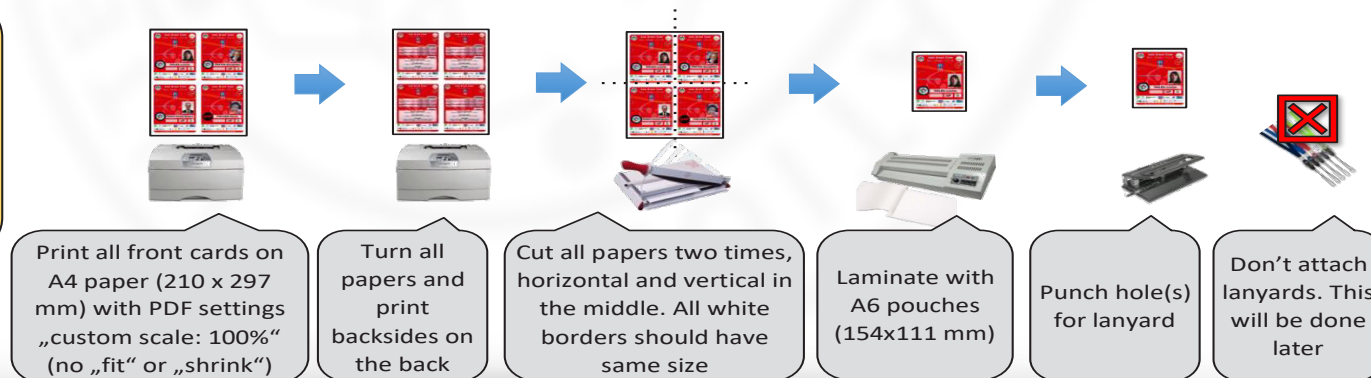 Print all front cards on
A4 paper (210 x 297
mm) with PDF settings
„custom scale: 100%“
(no „fit“ or „shrink“)
Turn all
papers and
print
backsides on
the back
Cut all papers two times,
horizontal and vertical in
the middle. All white
borders should have
same size
Laminate with
A6 pouches
(154x111 mm)
Punch hole(s)
for lanyard
Don’t attach
lanyards. This
will be done
later